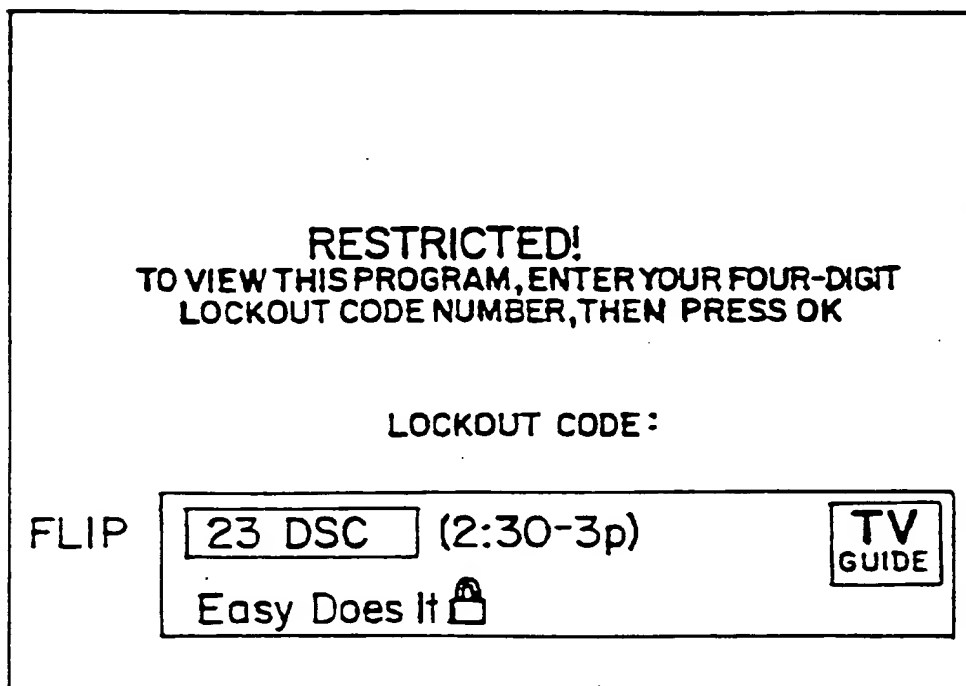 RESTRICTED!
TO VIEW THIS PROGRAM, ENTER YOUR FOUR-DIGIT
LOCKOUT CODE NUMBER, THEN PRESS OK
LOCKOUT CODE:
FLIP 23 DSC (2:30-3p) TV
GUIDE
Easy Does It